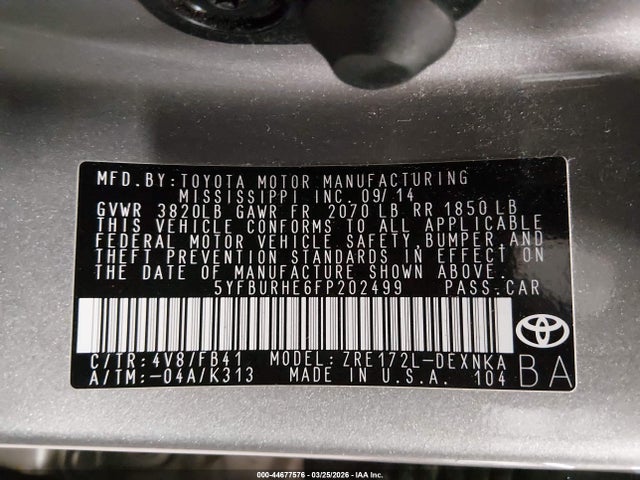 MFD.BY:TOYOTA MOTOR MANUFACTURING
MISSISSIPPI INC.09/14
GVWR 3820LB GAWR FR 2070 LB RR 1850 LB
THIS VEHICLE CONFORMS TO ALL APPLICABLE
FEDERAL MOTOR VEHICLE SAFETY,BUMPER,AND
THEFT PREVENTION STANDARDS IN EFFECT ON
THE DATE OF MANUFACTURE SHOWN ABOVE.
5YFBURHE6FP202499 PASS.CAR
C/TR:4V8/FB41 MODEL: ZRE172L-DEXNKA
A/TM:-04A/K313 MADE IN U.S.A. 104
BA
000-44677576 - 03/25/2026 - IAA Inc.